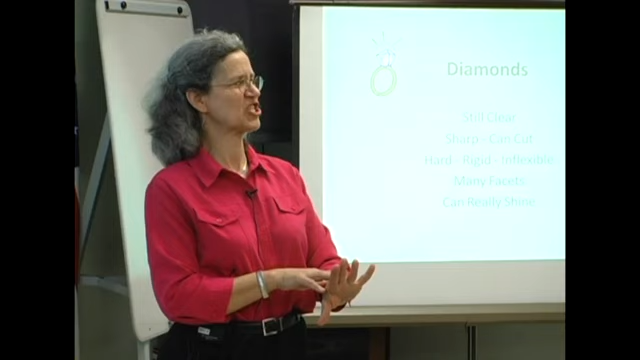 Diamonds
Still Clear
Sharp - Can Cut
Hard - Rigid - Inflexible
Many Facets
Can Really Shine